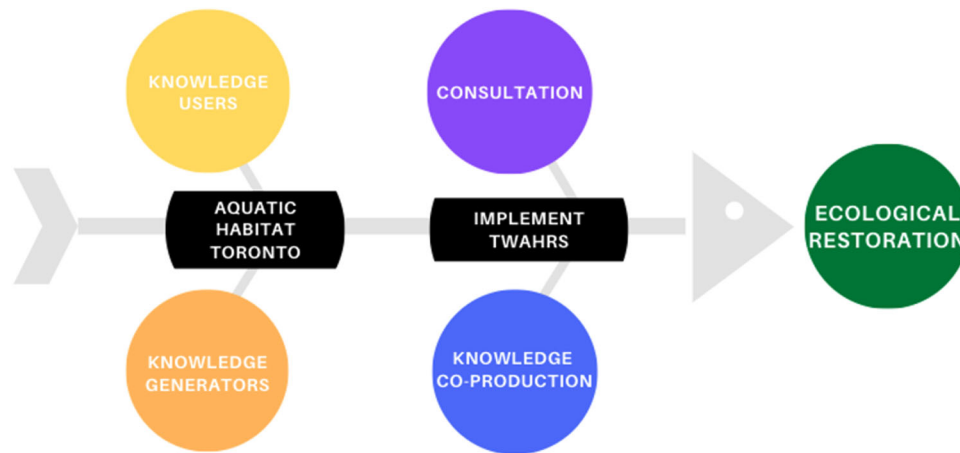 KNOWLEDGE
USERS
CONSULTATION
AQUATIC
HABITAT
TORONTO
IMPLEMENT
TWAHRS
ECOLOGICAL
RESTORATION
KNOWLEDGE
GENERATORS
KNOWLEDGE
CO-PRODUCTION